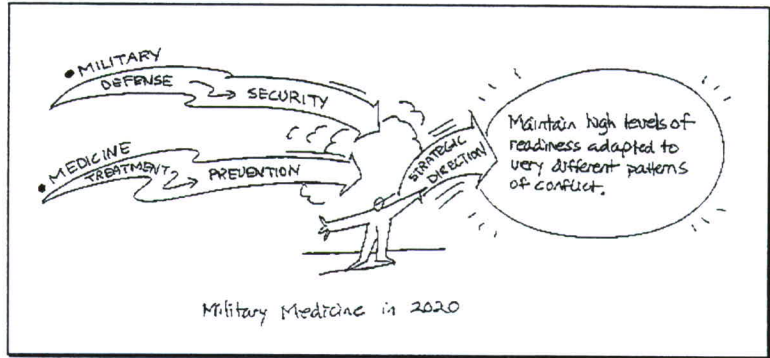 • MILITARY
DEFENSE → SECURITY
• MEDICINE
TREATMENT → PREVENTION
STRATEGIC
DIRECTION
Maintain high levels of
readiness adapted to
very different patterns
of conflict.
Military Medicine in 2020